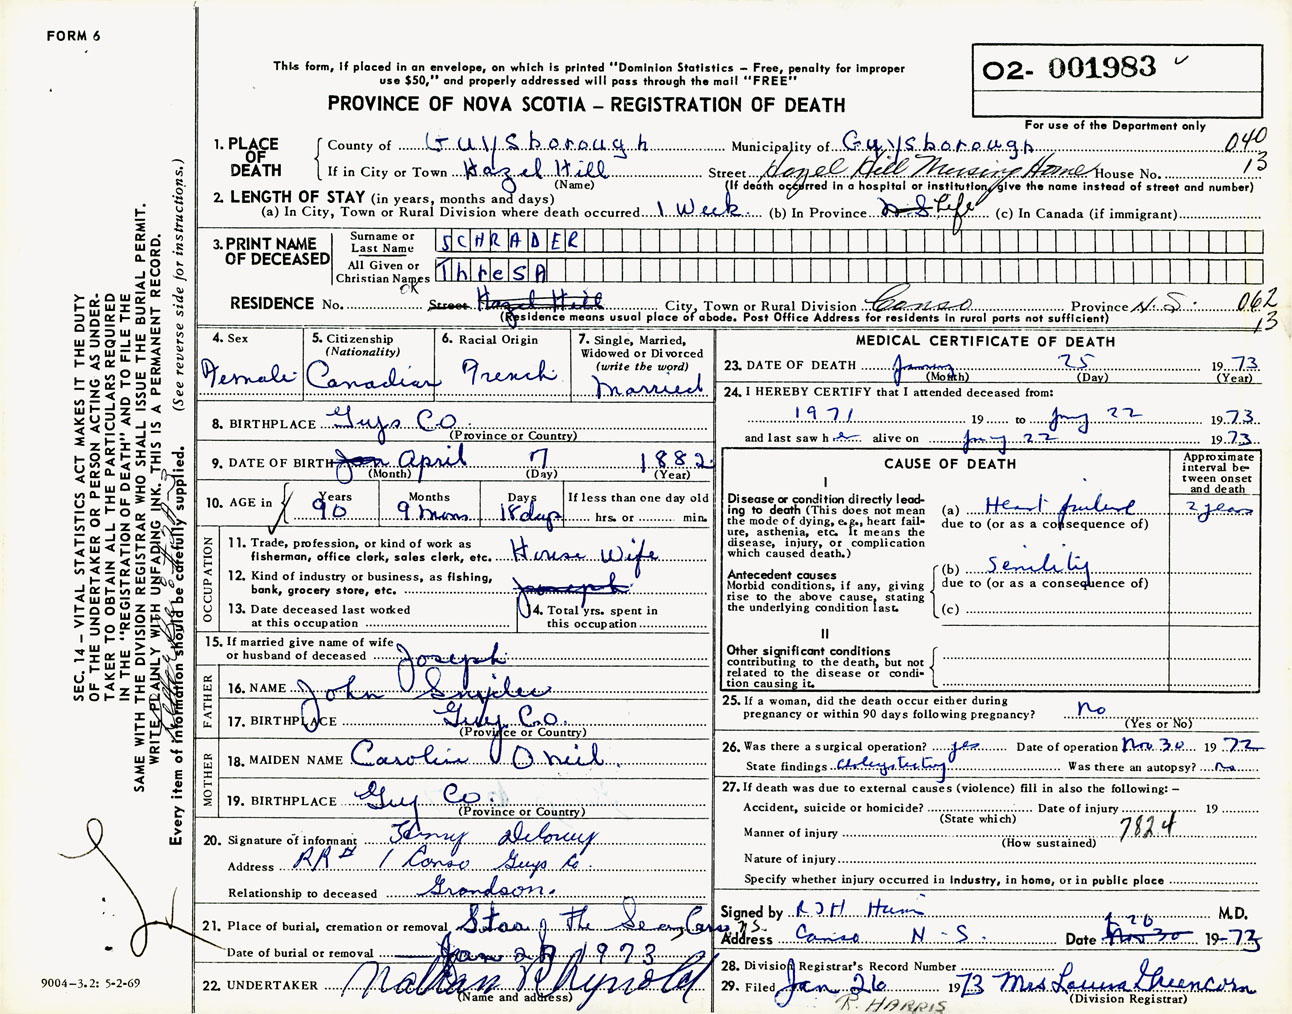 FORM 6
This form, if placed in an envelope, on which is printed "Dominion Statistics – Free, penalty for improper
use $50," and properly addressed will pass through the mail "FREE"
PROVINCE OF NOVA SCOTIA – REGISTRATION OF DEATH
O2- 001983
For use of the Department only
1. PLACE OF DEATH
County of Guysborough Municipality of Guysborough 040
If in City or Town Hazel Hill Street Hazel Hill Nursing Home House No. 13
(Name) (If death occurred in a hospital or institution, give the name instead of street and number)
2. LENGTH OF STAY (in years, months and days)
(a) In City, Town or Rural Division where death occurred 1 Week (b) In Province N S Life (c) In Canada (if immigrant)
3. PRINT NAME OF DECEASED
Surname or Last Name SCHRADER
All Given or Christian Names ThreSA
OK
RESIDENCE No. Street Hazel Hill City, Town or Rural Division Canso Province N. S. 062
(Residence means usual place of abode. Post Office Address for residents in rural parts not sufficient) 13
4. Sex Female
5. Citizenship (Nationality) Canadian
6. Racial Origin French
7. Single, Married, Widowed or Divorced (write the word) Married
8. BIRTHPLACE Guys Co
(Province or Country)
9. DATE OF BIRTH Jan April 7 1882
(Month) (Day) (Year)
10. AGE in Years 90 Months 9 mons Days 18 days If less than one day old hrs. or min.
OCCUPATION
11. Trade, profession, or kind of work as fisherman, office clerk, sales clerk, etc. House Wife
12. Kind of industry or business, as fishing, bank, grocery store, etc. Joseph
13. Date deceased last worked at this occupation
14. Total yrs. spent in this occupation
15. If married give name of wife or husband of deceased Joseph
FATHER
16. NAME John
17. BIRTHPLACE Guy Co.
(Province or Country)
MOTHER
18. MAIDEN NAME Carolin O neil
19. BIRTHPLACE Guy Co.
(Province or Country)
20. Signature of informant
Address RR # 1 Canso Guys Co.
Relationship to deceased Grandson.
21. Place of burial, cremation or removal Star of the Sea, Canso N.S.
Date of burial or removal Jan 1973
22. UNDERTAKER Nathan
(Name and address)
MEDICAL CERTIFICATE OF DEATH
23. DATE OF DEATH January 25 1973
(Month) (Day) (Year)
24. I HEREBY CERTIFY that I attended deceased from:
1971 19 to 22 1973
and last saw her alive on 22 1973
CAUSE OF DEATH
Approximate interval between onset and death
I
Disease or condition directly leading to death (This does not mean the mode of dying, e.g., heart failure, asthenia, etc. It means the disease, injury, or complication which caused death.)
(a) Heart failure 2 years
due to (or as a consequence of)
Antecedent causes
Morbid conditions, if any, giving rise to the above cause, stating the underlying condition last.
(b) Senility
due to (or as a consequence of)
(c)
II
Other significant conditions contributing to the death, but not related to the disease or condition causing it.
25. If a woman, did the death occur either during pregnancy or within 90 days following pregnancy? No
(Yes or No)
26. Was there a surgical operation? yes Date of operation Nov. 30 1972
State findings Was there an autopsy? no
27. If death was due to external causes (violence) fill in also the following: –
Accident, suicide or homicide? Date of injury 19
(State which)
Manner of injury 7824
(How sustained)
Nature of injury
Specify whether injury occurred in industry, in home, or in public place
Signed by M.D.
Address Canso N - S. Date Nov 30 26 19-73
28. Division Registrar's Record Number
29. Filed Jan 26 1973 Mrs Louise Greencorn
(Division Registrar)
R. HARRIS
SEC. 14 – VITAL STATISTICS ACT MAKES IT THE DUTY
OF THE UNDERTAKER OR PERSON ACTING AS UNDER-
TAKER TO OBTAIN ALL THE PARTICULARS REQUIRED
IN THE "REGISTRATION OF DEATH" AND TO FILE THE
SAME WITH THE DIVISION REGISTRAR WHO SHALL ISSUE THE BURIAL PERMIT.
WRITE PLAINLY WITH UNFADING INK. THIS IS A PERMANENT RECORD.
Every item of information should be carefully supplied. (See reverse side for instructions.)
9004-3.2: 5-2-69